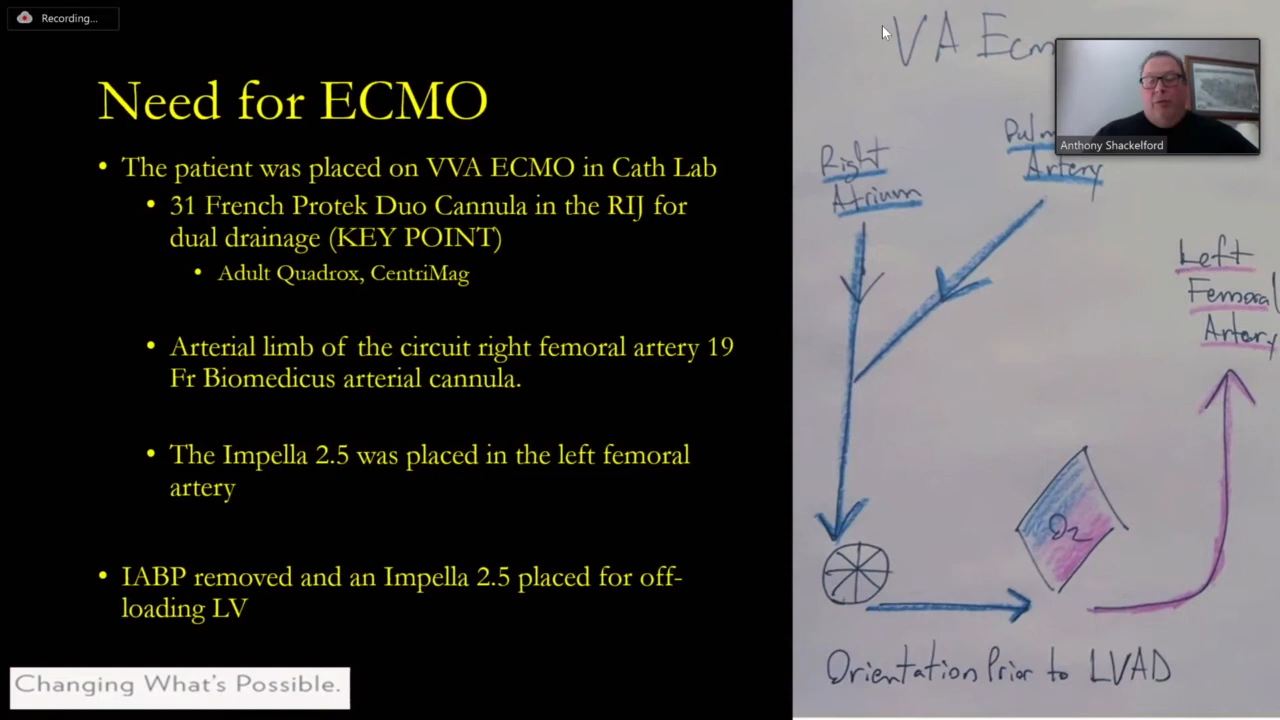 Recording...
Need for ECMO
• The patient was placed on VVA ECMO in Cath Lab
• 31 French Protek Duo Cannula in the RIJ for
dual drainage (KEY POINT)
• Adult Quadrox, CentriMag
• Arterial limb of the circuit right femoral artery 19
Fr Biomedicus arterial cannula.
• The Impella 2.5 was placed in the left femoral
artery
• IABP removed and an Impella 2.5 placed for off-
loading LV
Changing What's Possible.
VA Ecm
Anthony Shackelford
Right
Atrium
Pulm
Artery
Left
Femoral
Artery
O2
Orientation Prior to LVAD